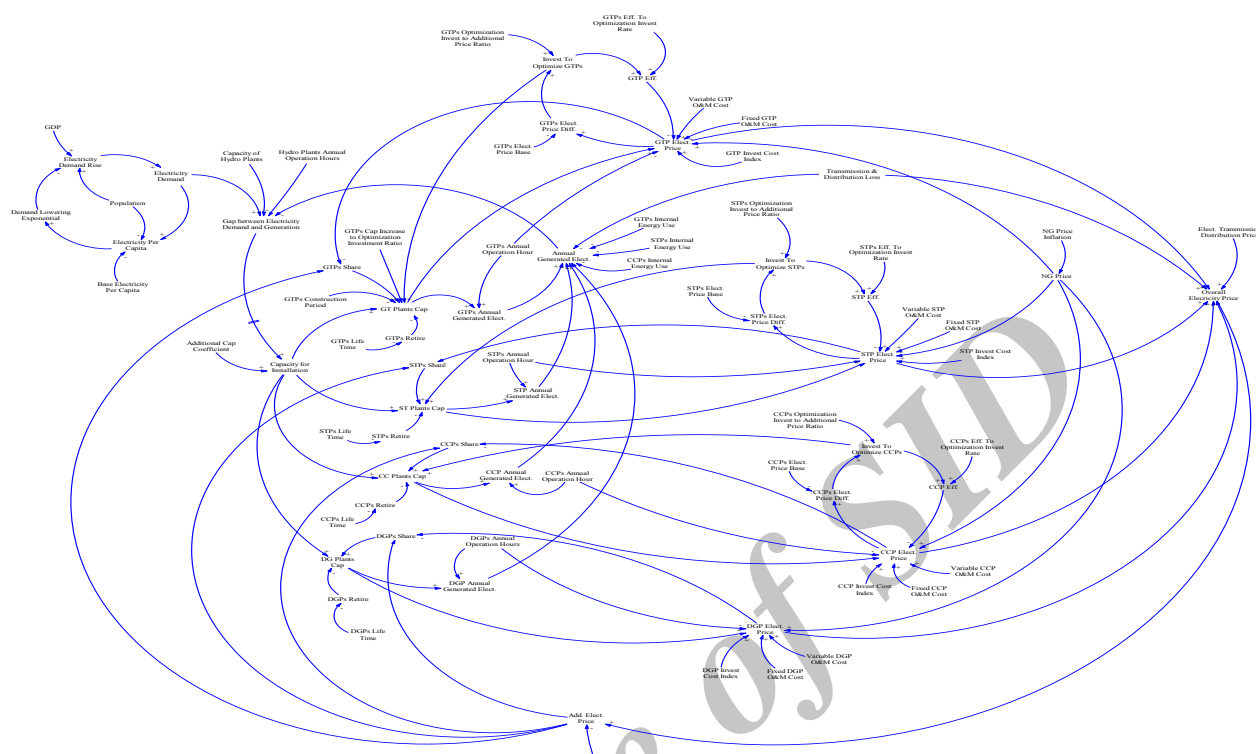 GTPs Eff. To
Optimization Invest
Rate
GTPs Optimization
Invest to Additional
Price Ratio
Invest To
Optimize GTPs
GTP Eff.
Variable GTP
O&M Cost
Fixed GTP
O&M Cost
GDP
GTPs Elect.
Price Diff.
GTPs Elect.
Price Base
GTP Elect.
Price
GTP Invest Cost
Index
Electricity
Demand Rise
Electricity
Demand
Capacity of
Hydro Plants
Hydro Plants Annual
Operation Hours
Transmission &
Distribution Loss
Population
Demand Lowering
Exponential
Gap between Electricity
Demand and Generation
Electricity Per
Capita
Base Electricity
Per Capita
STPs Optimization
Invest to Additional
Price Ratio
GTPs Internal
Energy Use
STPs Internal
Energy Use
CCPs Internal
Energy Use
GTPs Cap Increase
to Optimization
Investment Ratio
GTPs Annual
Operation Hour
Annual
Generated Elect.
NG Price
Inflation
Elect. Transmissio
Distribution Pric
STPs Eff. To
Optimization Invest
Rate
Invest To
Optimize STPs
NG Price
GTPs Share
STPs Elect.
Price Base
STP Eff.
Overall
Elecricity Price
GTPs Construction
Period
GT Plants Cap
GTPs Annual
Generated Elect.
STPs Elect.
Price Diff.
Variable STP
O&M Cost
Fixed STP
O&M Cost
GTPs Life
Time
GTPs Retire
Additional Cap
Coefficient
Capacity for
Installation
STPs Share
STPs Annual
Operation Hour
STP Elect.
Price
STP Invest Cost
Index
STP Annual
Generated Elect.
ST Plants Cap
STPs Life
Time
STPs Retire
CCPs Optimization
Invest to Additional
Price Ratio
CCPs Share
Invest To
Optimize CCPs
CCPs Eff. To
Optimization Invest
Rate
CC Plants Cap
CCP Annual
Generated Elect.
CCPs Annual
Operation Hour
CCPs Elect.
Price Base
CCPs Elect.
Price Diff.
CCP Eff.
CCPs Retire
CCPs Life
Time
DGPs Share
DGPs Annual
Operation Hours
DG Plants
Cap
CCP Elect.
Price
Variable CCP
O&M Cost
DGP Annual
Generated Elect.
CCP Invest Cost
Index
Fixed CCP
O&M Cost
DGPs Retire
DGPs Life
Time
DGP Elect.
Price
Variable DGP
O&M Cost
DGP Invest
Cost Index
Fixed DGP
O&M Cost
Add. Elect.
Price
of SID